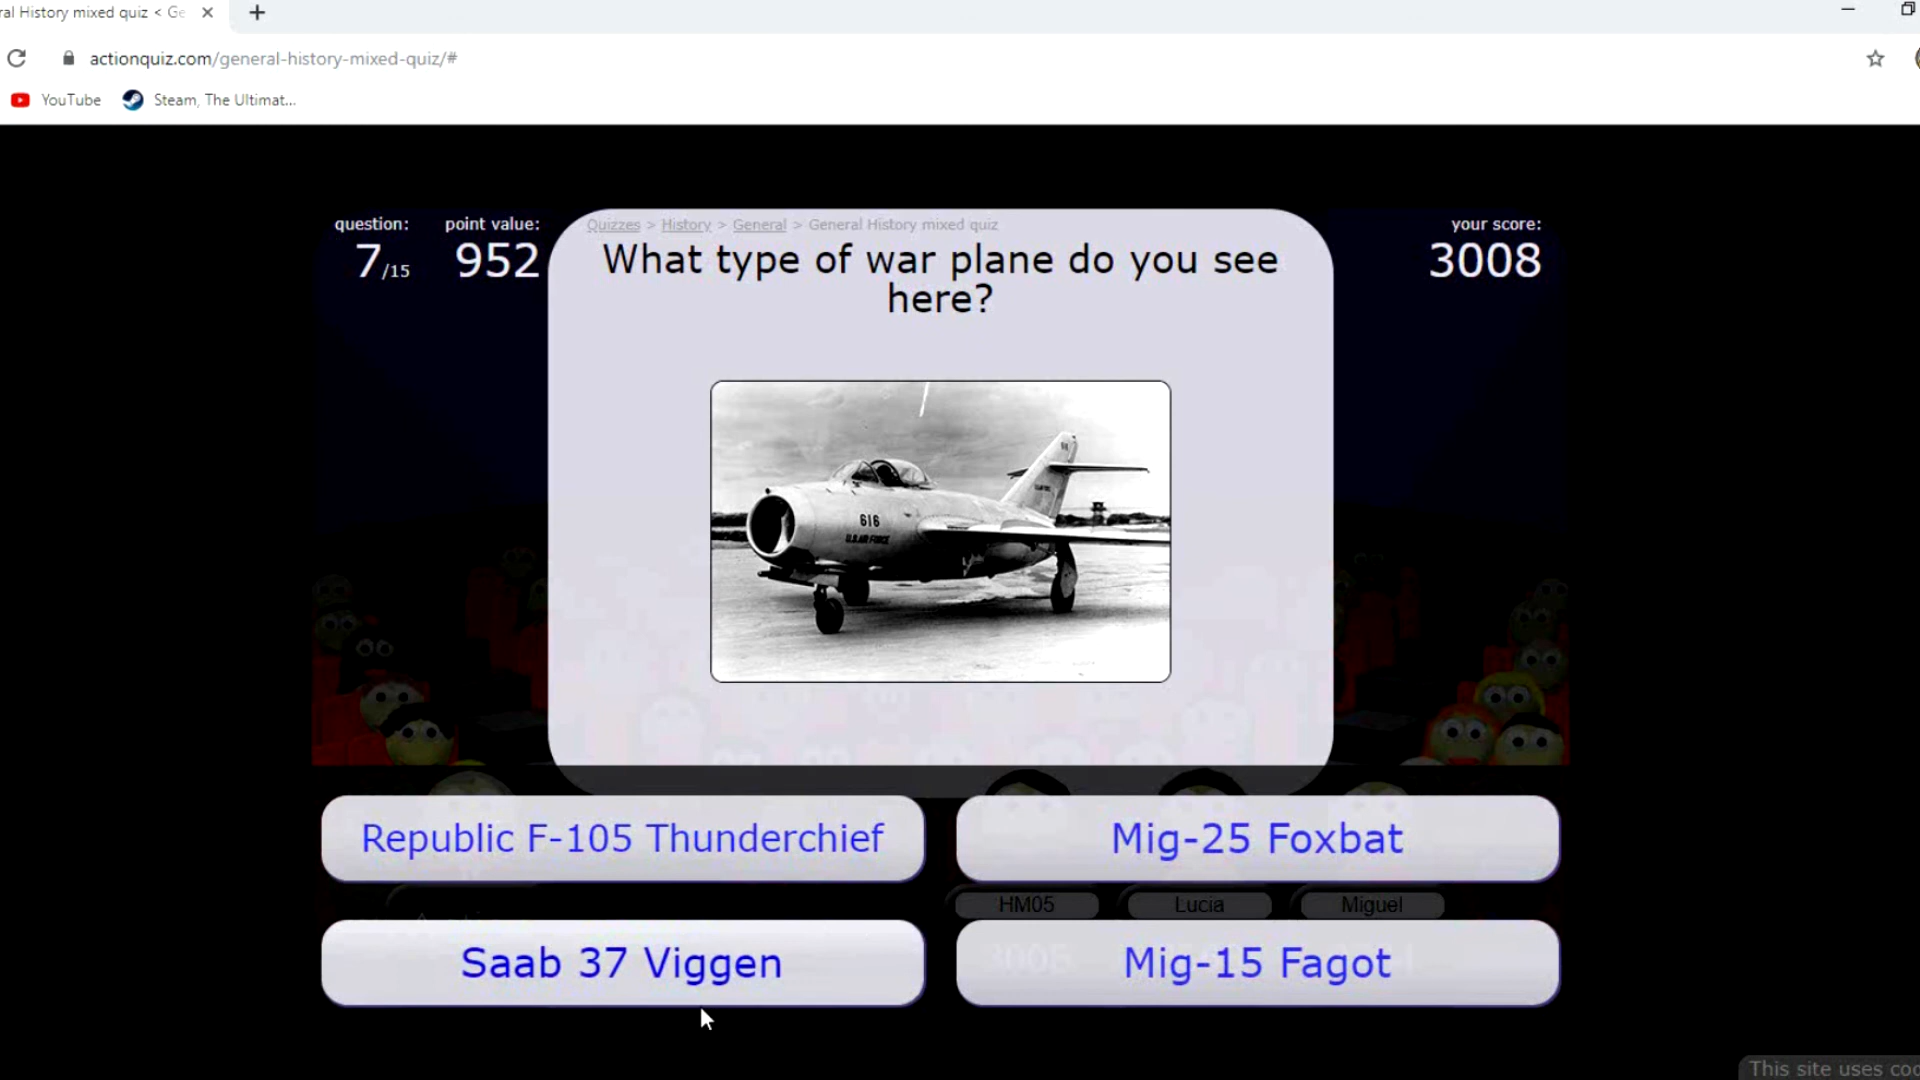 ral History mixed quiz < Ge
actionquiz.com/general-history-mixed-quiz/#
YouTube
Steam, The Ultimat...
question:
7/15
point value:
952
Quizzes > History > General > General History mixed quiz
your score:
3008
What type of war plane do you see
here?
616
U.S. AIR FORCE
Republic F-105 Thunderchief
Mig-25 Foxbat
HM05
Lucia
Miguel
Saab 37 Viggen
Mig-15 Fagot
This site uses coo